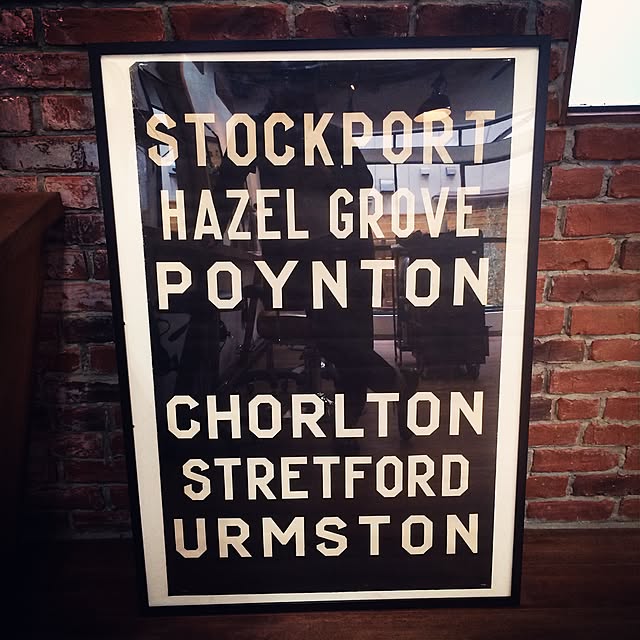 STOCKPORT
HAZEL GROVE
POYNTON
CHORLTON
STRETFORD
URMSTON